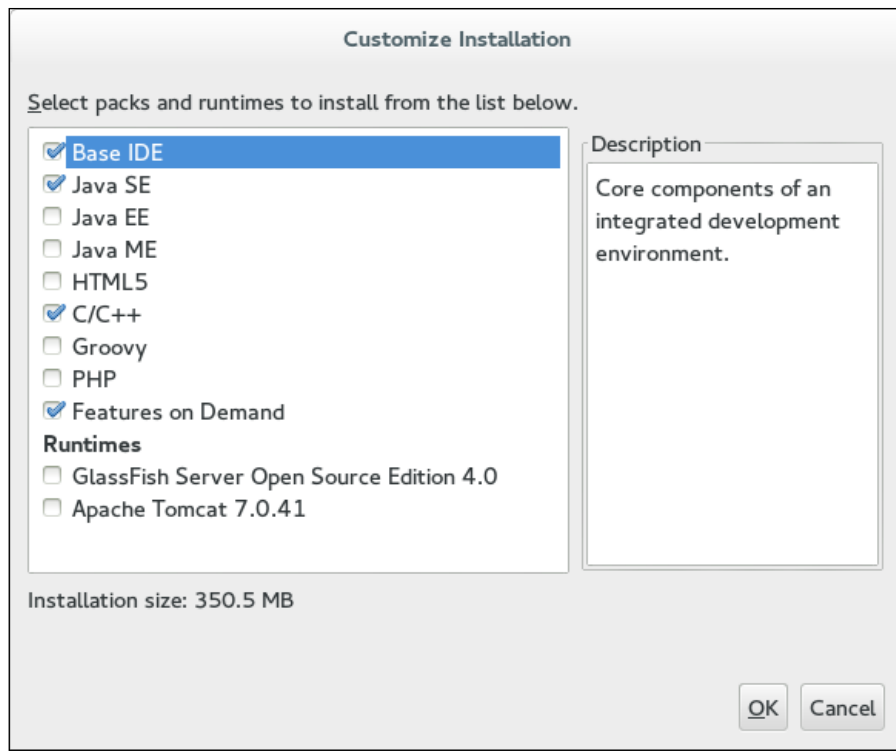 Customize Installation
Select packs and runtimes to install from the list below.
Base IDE
Java SE
Java EE
Java ME
HTML5
C/C++
Groovy
PHP
Features on Demand
Runtimes
GlassFish Server Open Source Edition 4.0
Apache Tomcat 7.0.41
Description
Core components of an
integrated development
environment.
Installation size: 350.5 MB
OK
Cancel